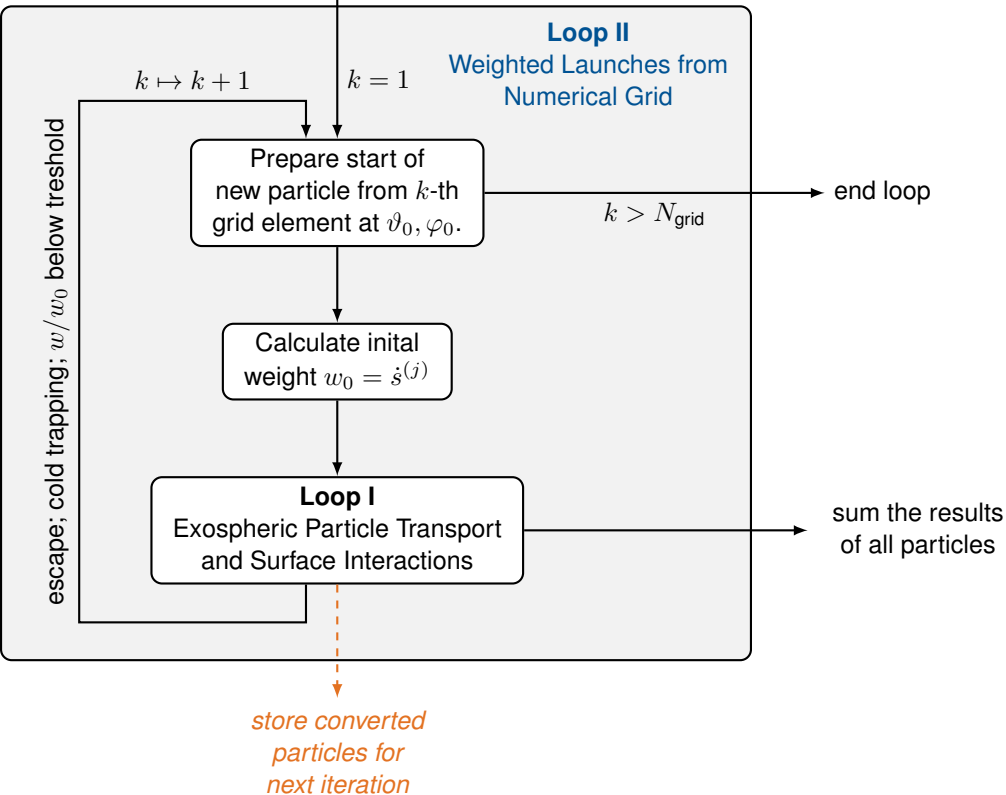 Loop II
Weighted Launches from
Numerical Grid
k ↦ k + 1
k = 1
Prepare start of
new particle from k-th
grid element at ϑ₀, φ₀.
k > N_grid
end loop
escape; cold trapping; w/w₀ below treshold
Calculate inital
weight w₀ = ṡ⁽ʲ⁾
Loop I
Exospheric Particle Transport
and Surface Interactions
sum the results
of all particles
store converted
particles for
next iteration